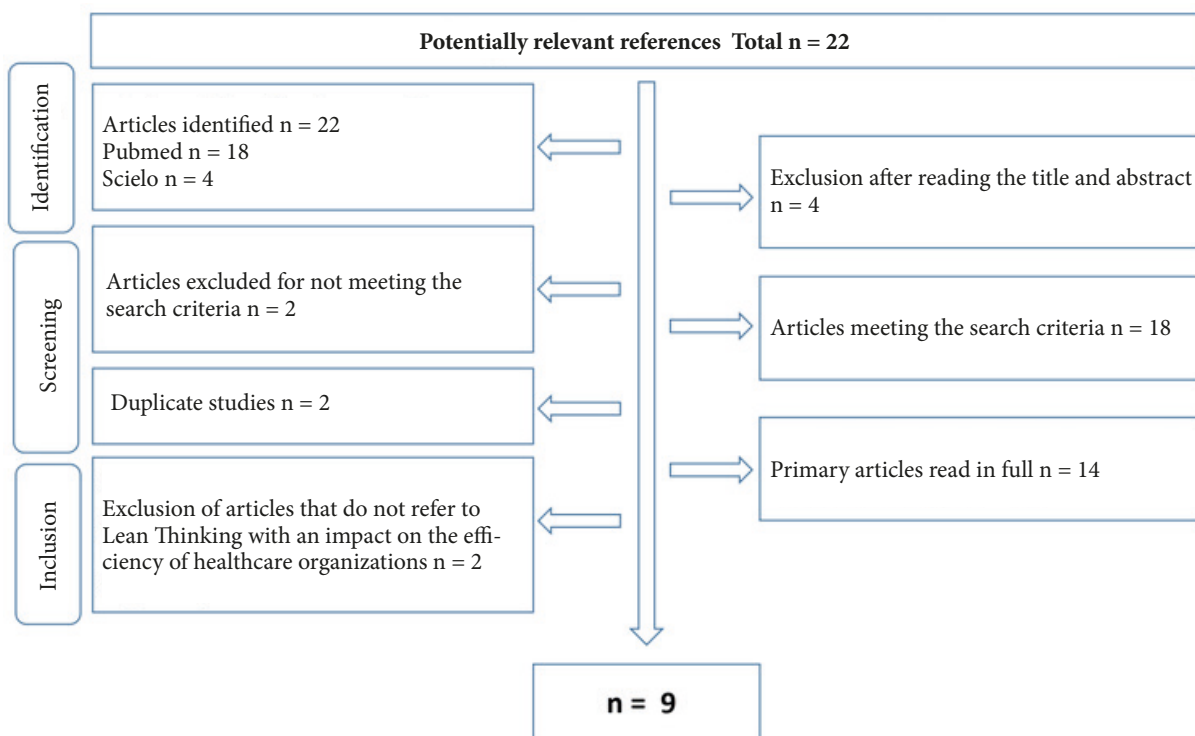 Potentially relevant references Total n = 22
Identification
Articles identified n = 22
Pubmed n = 18
Scielo n = 4
Exclusion after reading the title and abstract
n = 4
Screening
Articles excluded for not meeting the
search criteria n = 2
Articles meeting the search criteria n = 18
Duplicate studies n = 2
Primary articles read in full n = 14
Inclusion
Exclusion of articles that do not refer to
Lean Thinking with an impact on the effi-
ciency of healthcare organizations n = 2
n = 9